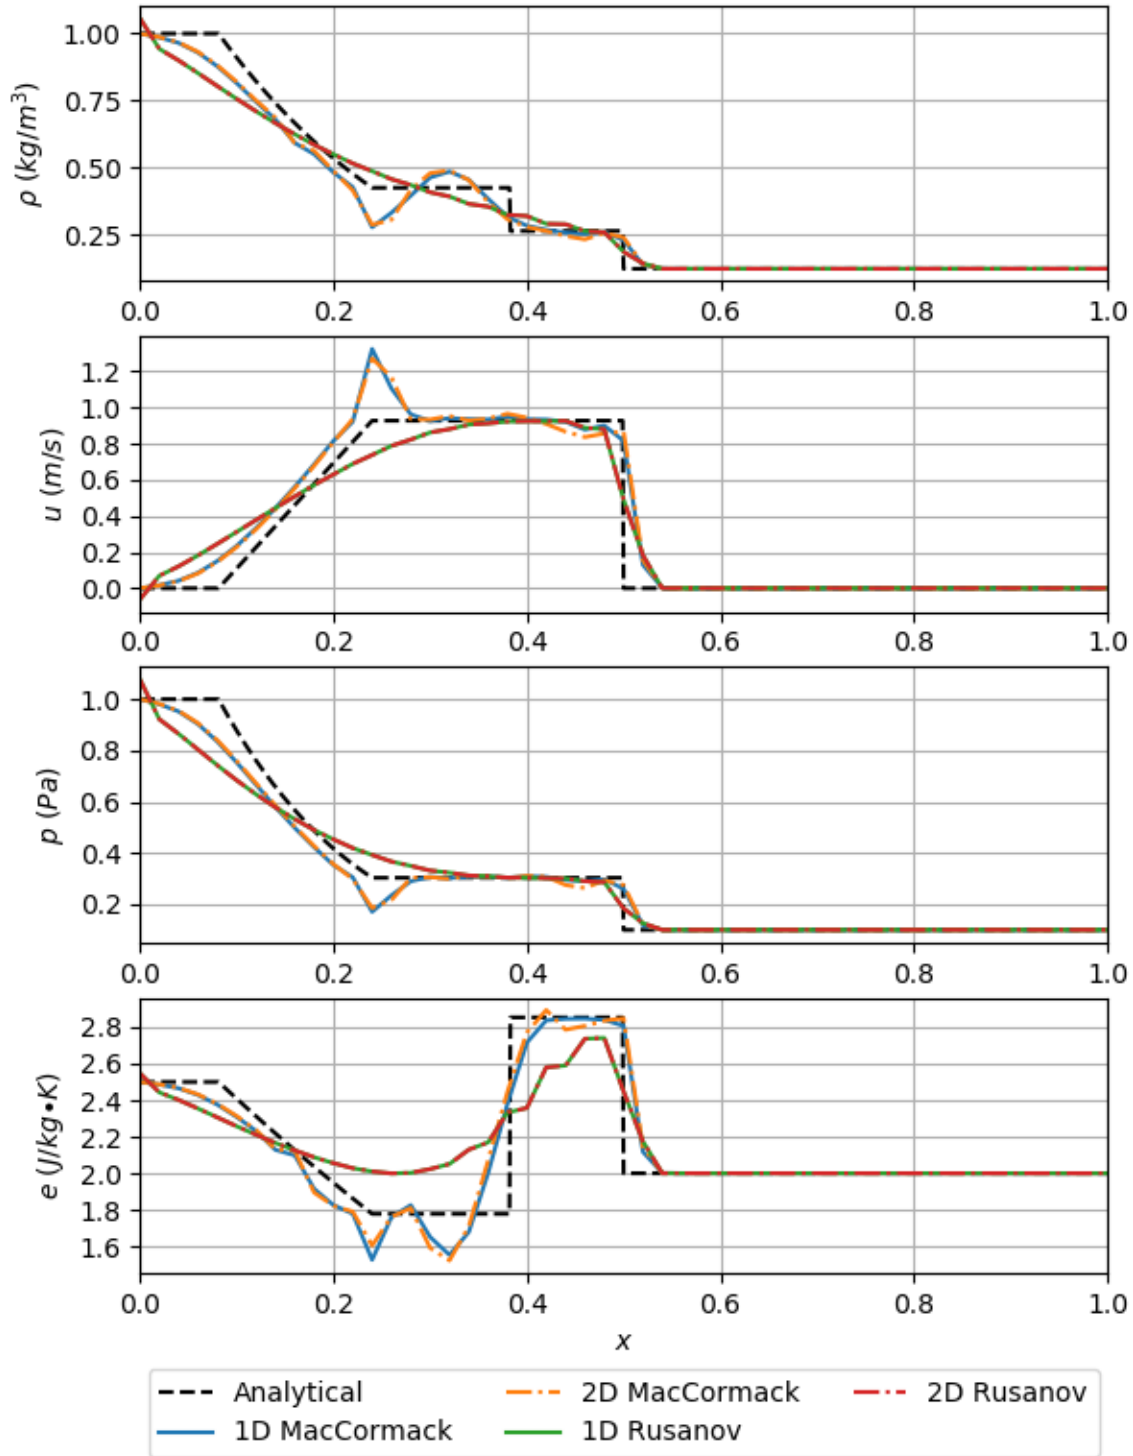 1.00
0.75
0.50
0.25
ρ (kg/m³)
0.0 0.2 0.4 0.6 0.8 1.0
1.2
1.0
0.8
0.6
0.4
0.2
0.0
u (m/s)
0.0 0.2 0.4 0.6 0.8 1.0
1.0
0.8
0.6
0.4
0.2
p (Pa)
0.0 0.2 0.4 0.6 0.8 1.0
2.8
2.6
2.4
2.2
2.0
1.8
1.6
e (J/kg•K)
0.0 0.2 0.4 0.6 0.8 1.0
x
Analytical 2D MacCormack 2D Rusanov
1D MacCormack 1D Rusanov